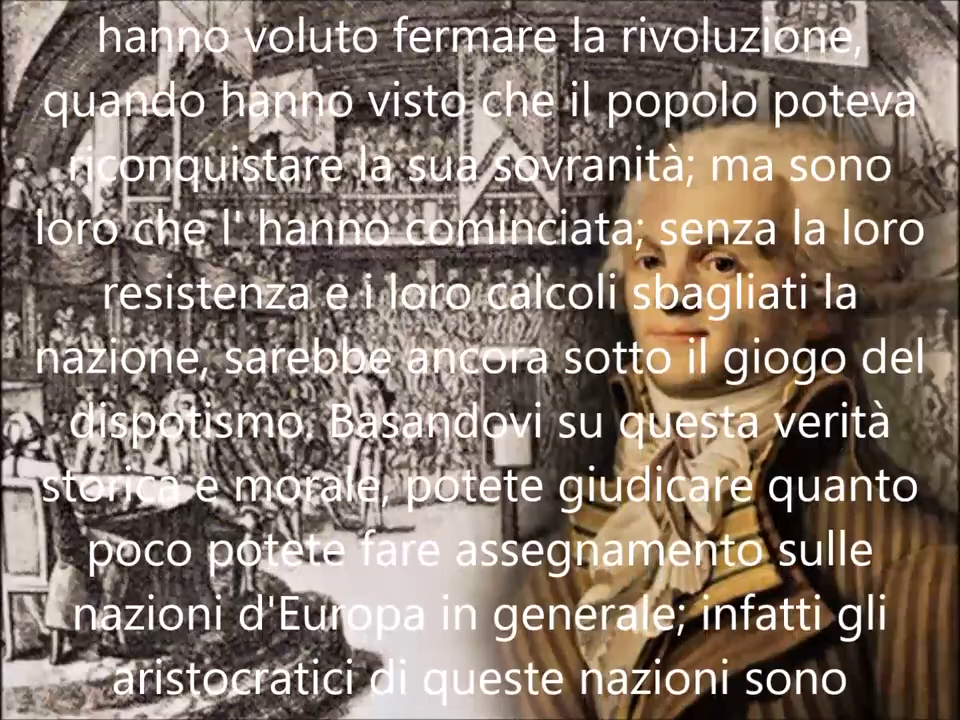 hanno voluto fermare la rivoluzione,
quando hanno visto che il popolo poteva
riconquistare la sua sovranità; ma sono
loro che l' hanno cominciata; senza la loro
resistenza e i loro calcoli sbagliati la
nazione, sarebbe ancora sotto il giogo del
dispotismo. Basandovi su questa verità
storica e morale, potete giudicare quanto
poco potete fare assegnamento sulle
nazioni d'Europa in generale; infatti gli
aristocratici di queste nazioni sono